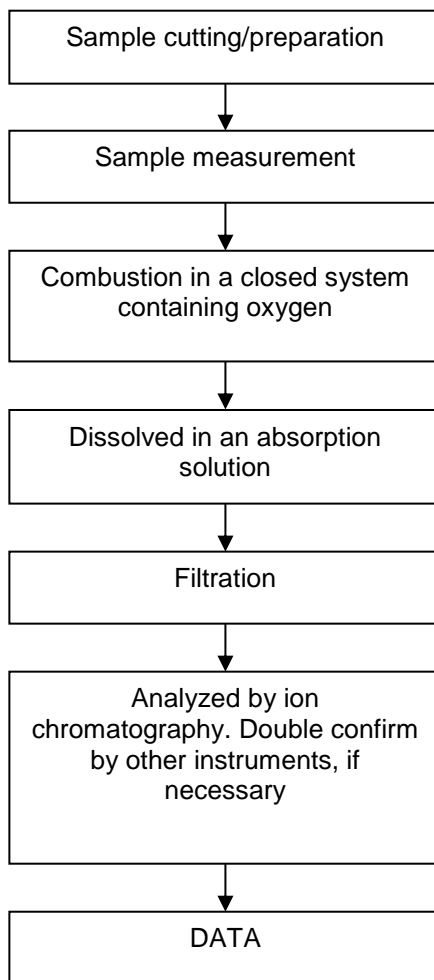 Sample cutting/preparation
Sample measurement
Combustion in a closed system
containing oxygen
Dissolved in an absorption
solution
Filtration
Analyzed by ion
chromatography. Double confirm
by other instruments, if
necessary
DATA